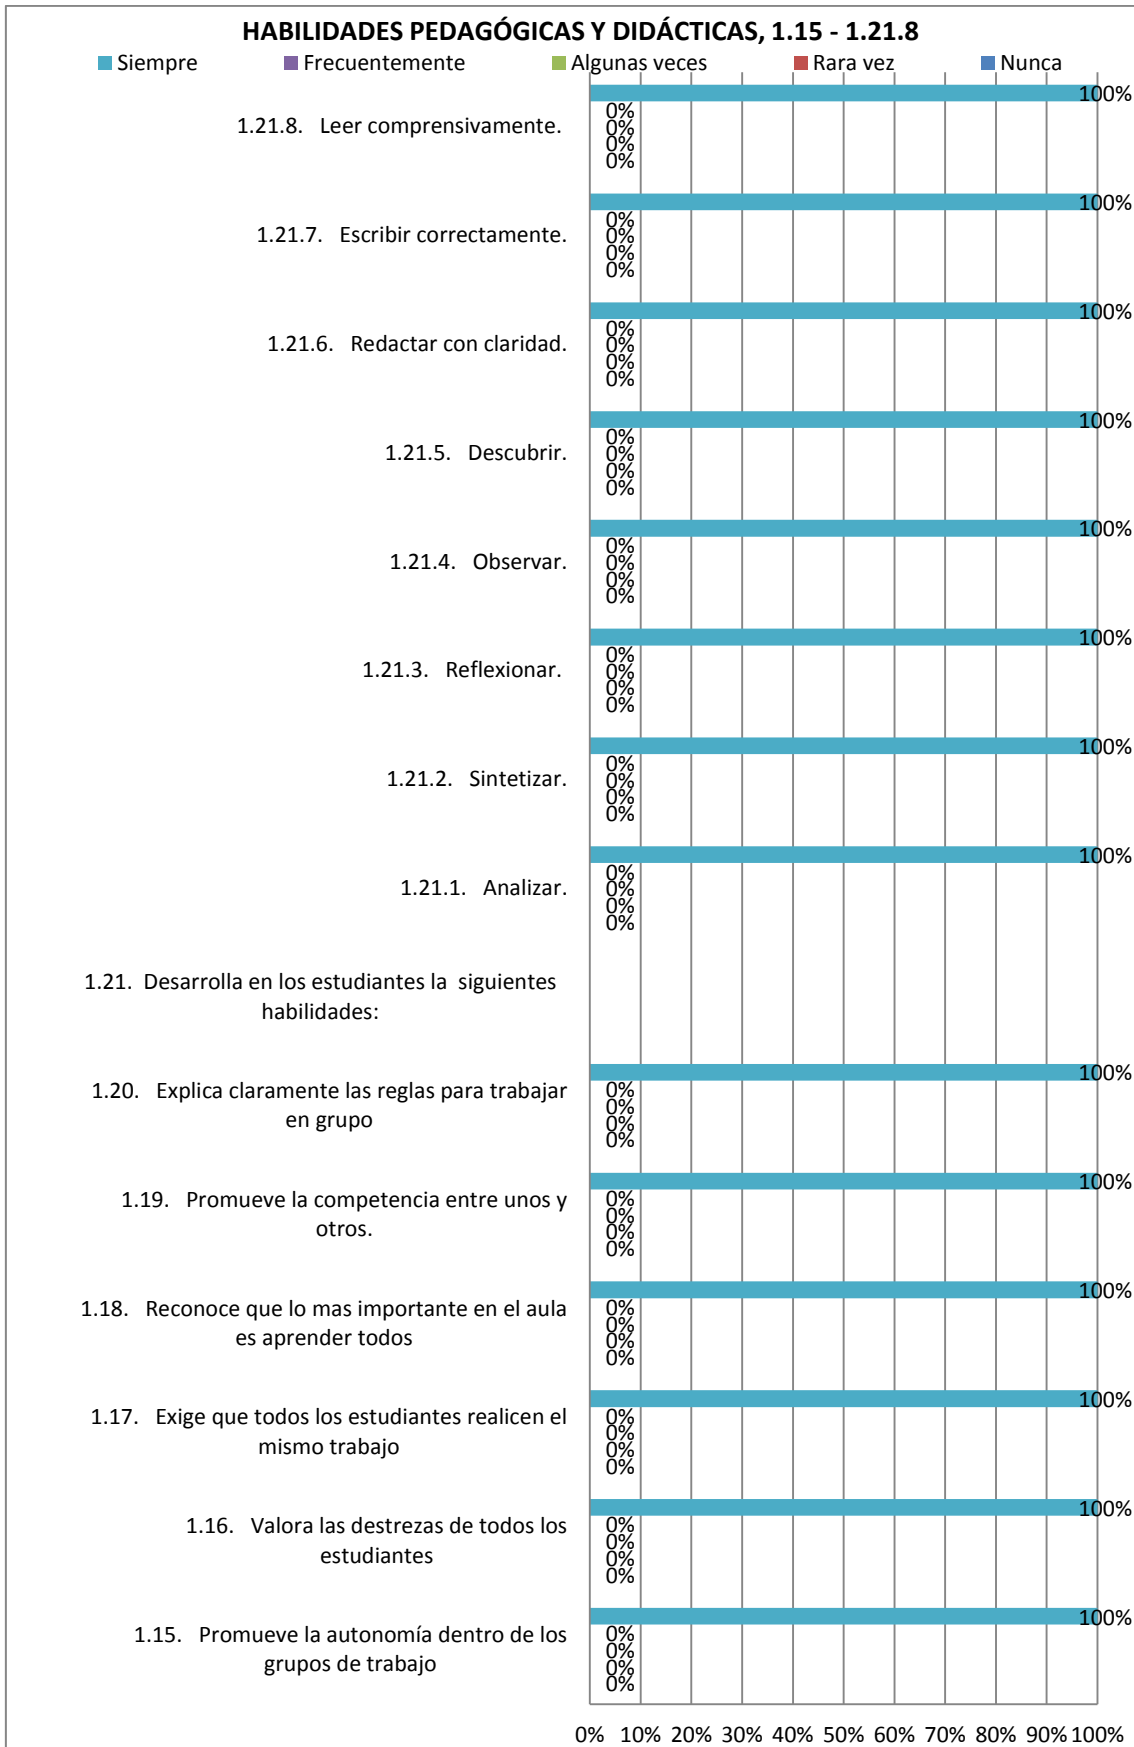 HABILIDADES PEDAGÓGICAS Y DIDÁCTICAS, 1.15 - 1.21.8
Siempre Frecuentemente Algunas veces Rara vez Nunca
1.21.8. Leer comprensivamente.
100%
0%
0%
0%
0%
1.21.7. Escribir correctamente.
100%
0%
0%
0%
0%
1.21.6. Redactar con claridad.
100%
0%
0%
0%
0%
1.21.5. Descubrir.
100%
0%
0%
0%
0%
1.21.4. Observar.
100%
0%
0%
0%
0%
1.21.3. Reflexionar.
100%
0%
0%
0%
0%
1.21.2. Sintetizar.
100%
0%
0%
0%
0%
1.21.1. Analizar.
100%
0%
0%
0%
0%
1.21. Desarrolla en los estudiantes la siguientes
habilidades:
1.20. Explica claramente las reglas para trabajar
en grupo
100%
0%
0%
0%
0%
1.19. Promueve la competencia entre unos y
otros.
100%
0%
0%
0%
0%
1.18. Reconoce que lo mas importante en el aula
es aprender todos
100%
0%
0%
0%
0%
1.17. Exige que todos los estudiantes realicen el
mismo trabajo
100%
0%
0%
0%
0%
1.16. Valora las destrezas de todos los
estudiantes
100%
0%
0%
0%
0%
1.15. Promueve la autonomía dentro de los
grupos de trabajo
100%
0%
0%
0%
0%
0% 10% 20% 30% 40% 50% 60% 70% 80% 90% 100%